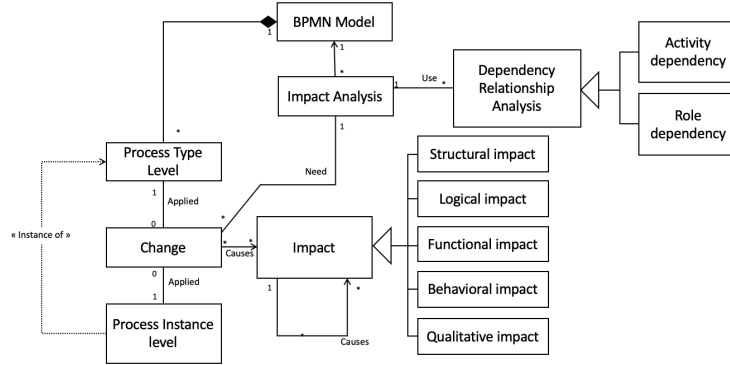 BPMN Model
1
1
*
Impact Analysis
1
Use
*
1
Dependency
Relationship
Analysis
Activity
dependency
Role
dependency
*
Process Type
Level
1
Applied
0
Need
*
« Instance of »
Change
*
*
Causes
0
Applied
1
Process Instance
level
Impact
1
*
*
Causes
Structural impact
Logical impact
Functional impact
Behavioral impact
Qualitative impact